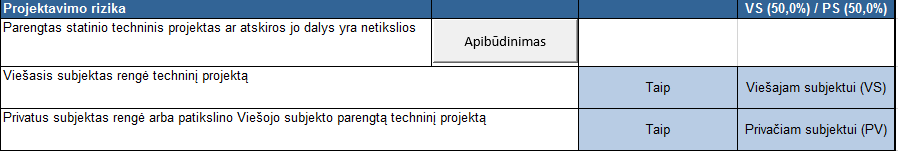 Projektavimo rizika VS (50,0%) / PS (50,0%)
Parengtas statinio techninis projektas ar atskiros jo dalys yra netikslios
Apibūdinimas
Viešasis subjektas rengė techninį projektą Taip Viešajam subjektui (VS)
Privatus subjektas rengė arba patikslino Viešojo subjekto parengtą techninį projektą Taip Privačiam subjektui (PV)